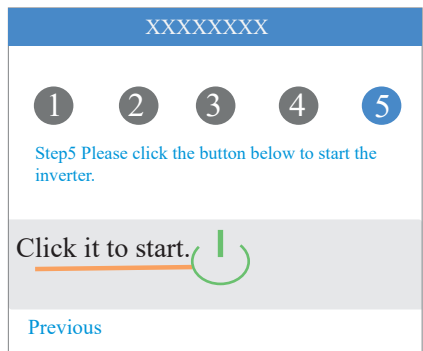 XXXXXXXX
1 2 3 4 5
Step5 Please click the button below to start the
inverter.
Click it to start.
Previous